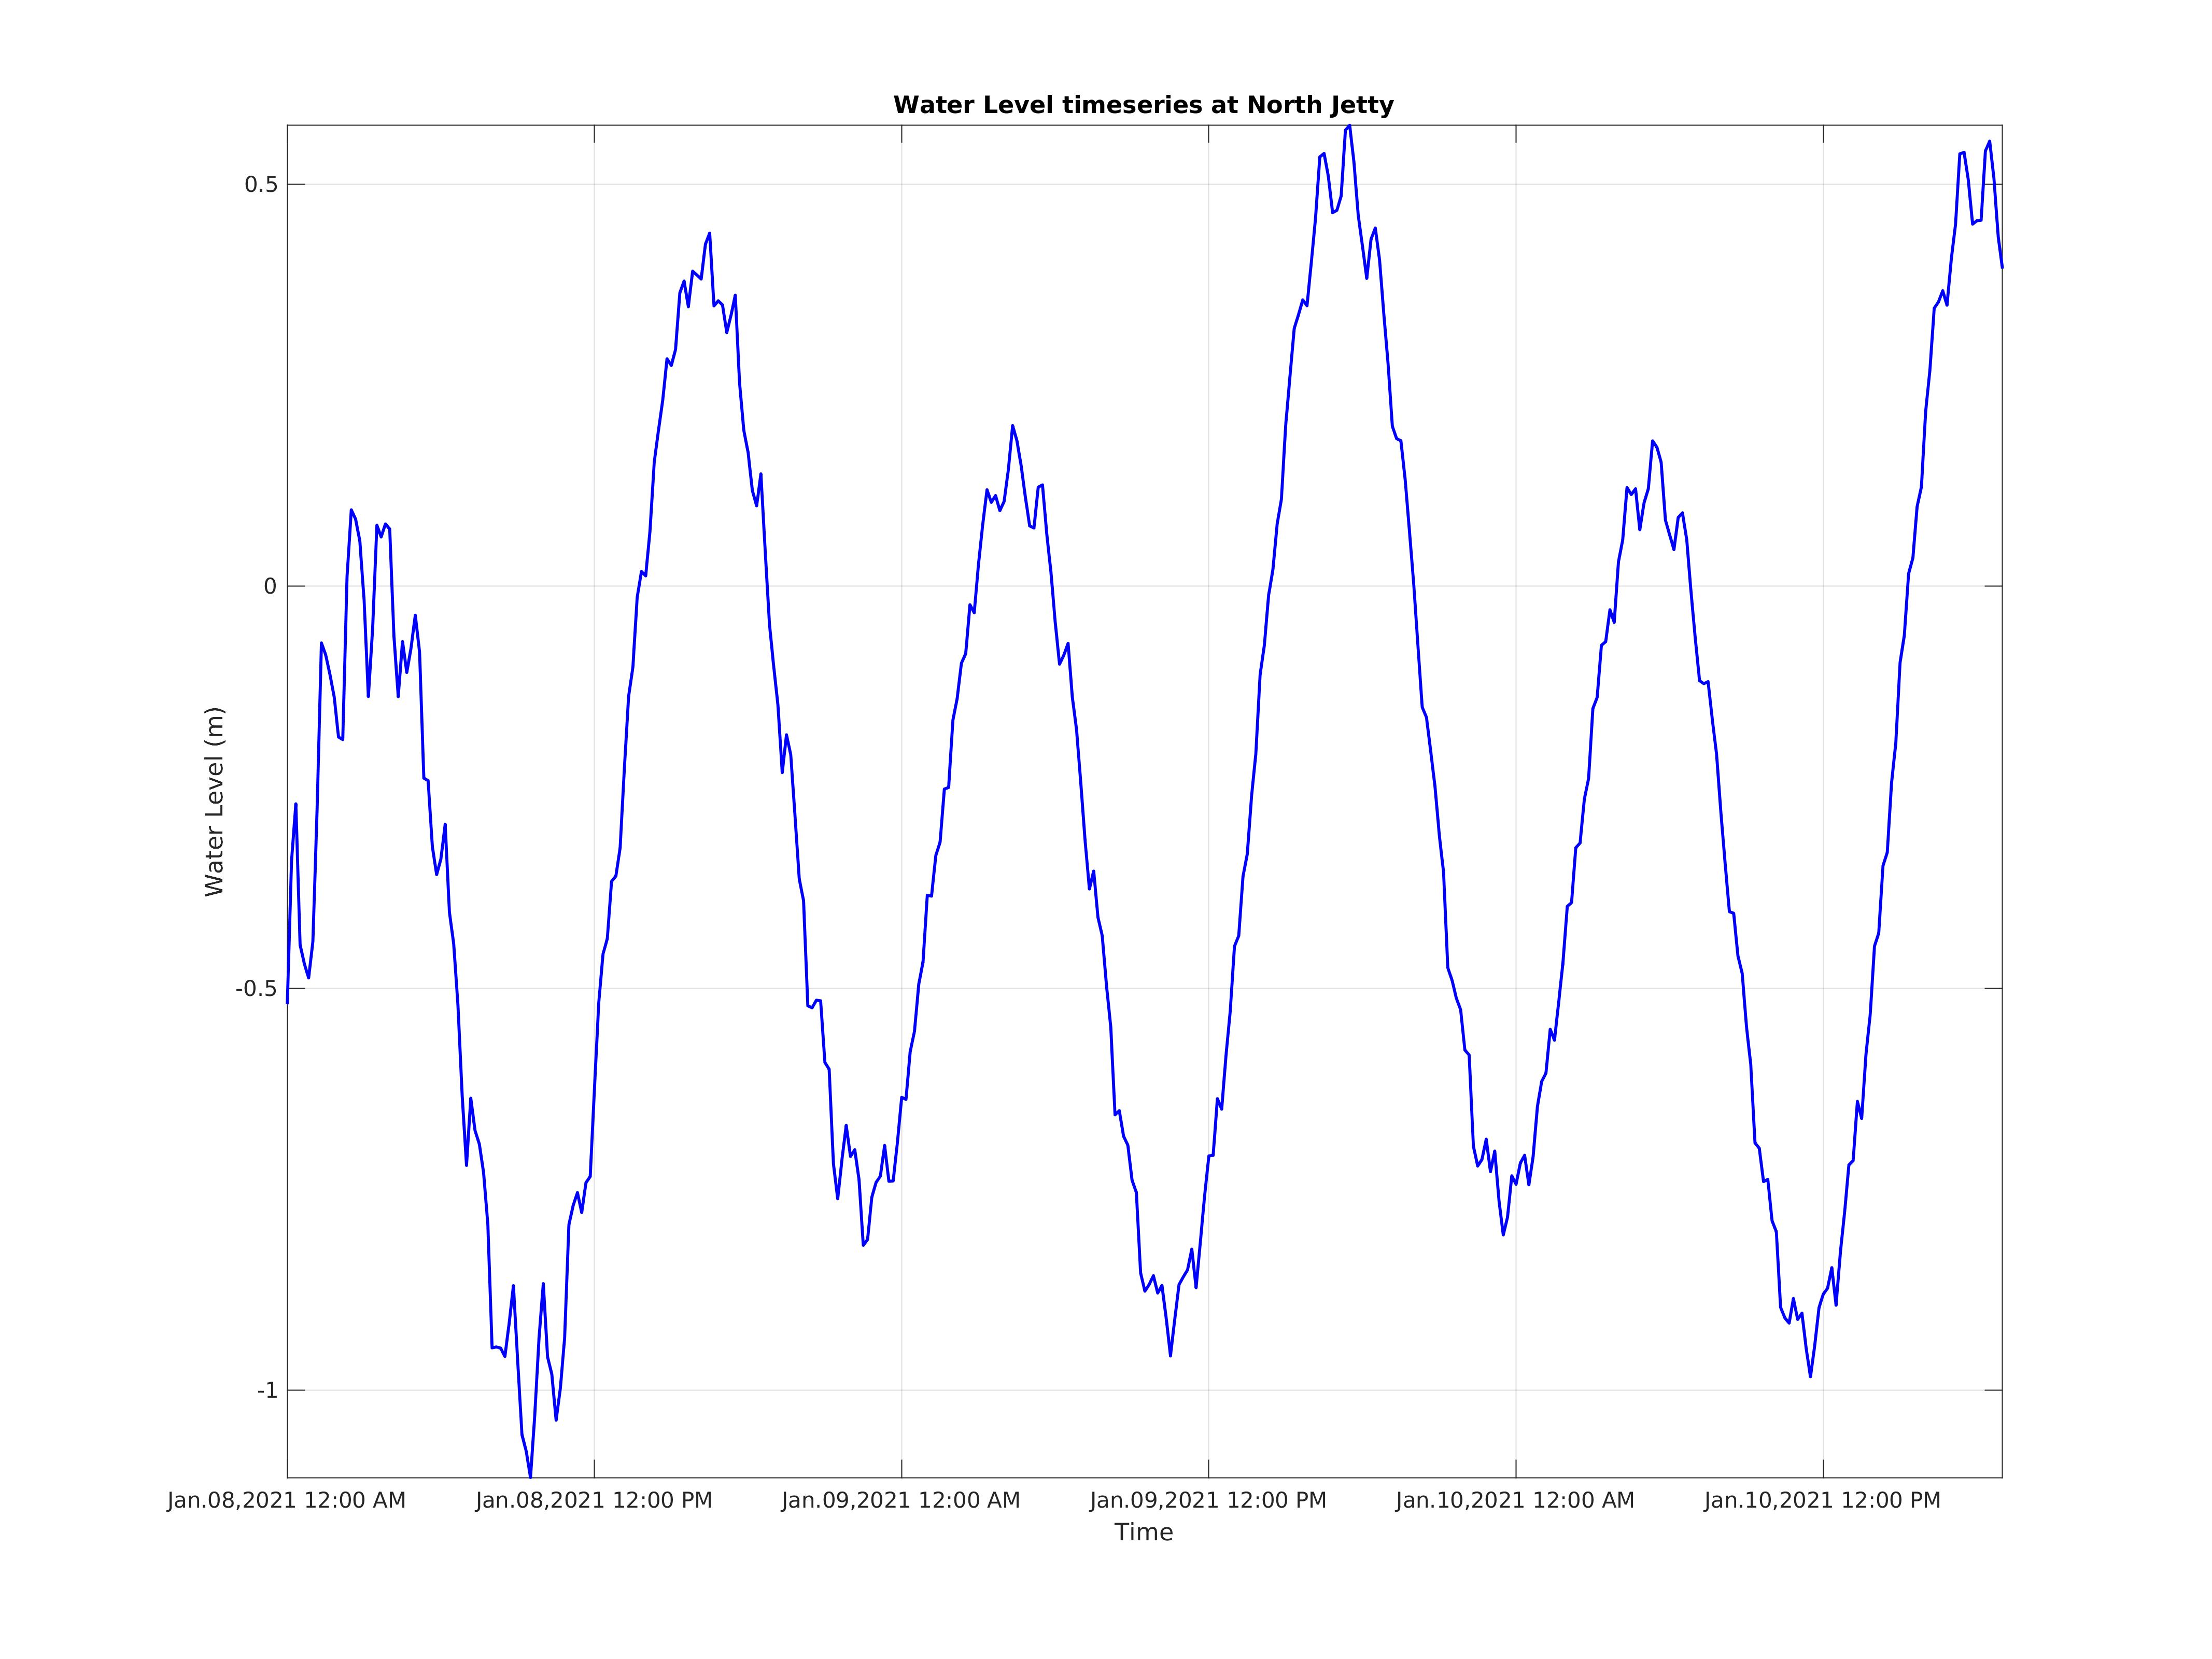 Water Level timeseries at North Jetty
0.5
0
-0.5
-1
Water Level (m)
Jan.08,2021 12:00 AM
Jan.08,2021 12:00 PM
Jan.09,2021 12:00 AM
Jan.09,2021 12:00 PM
Jan.10,2021 12:00 AM
Jan.10,2021 12:00 PM
Time